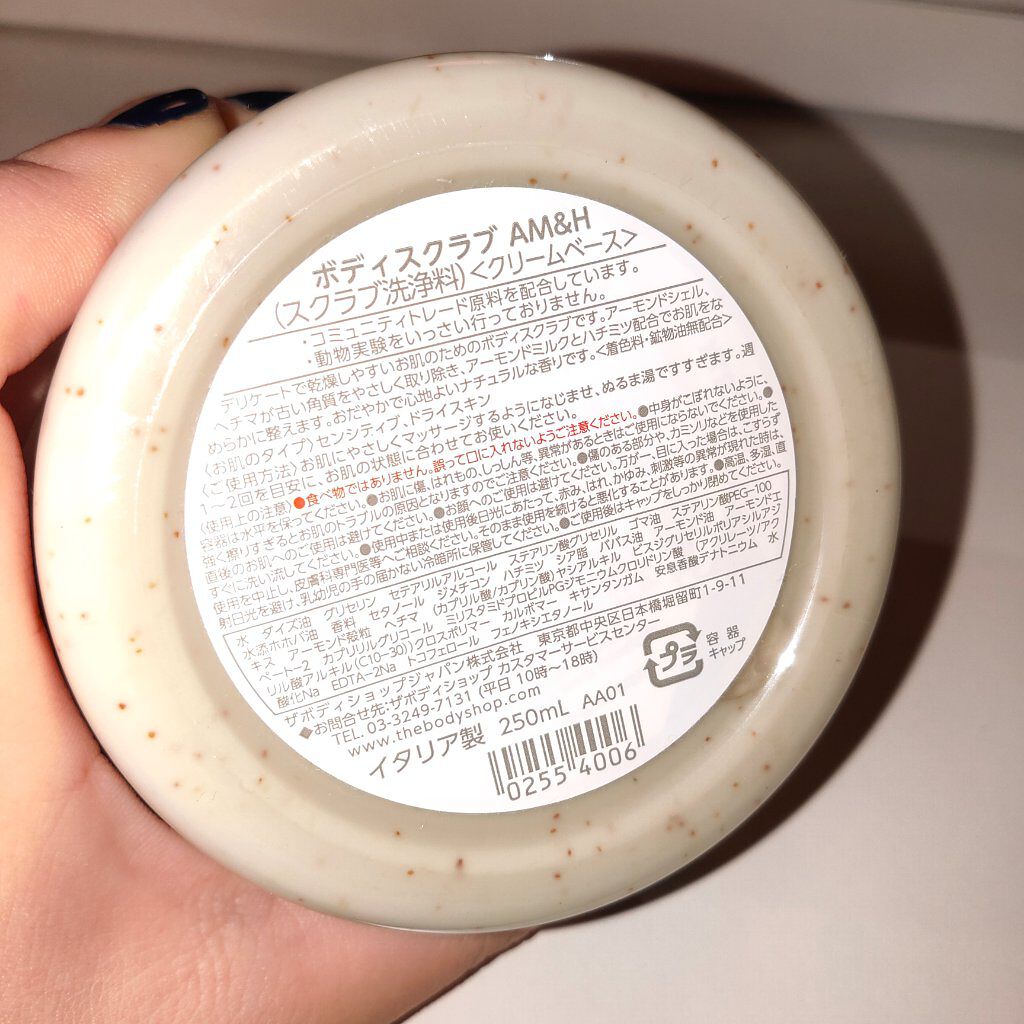 ボディスクラブ AM&H
(スクラブ洗浄料)<クリームベース>
・コミュニティトレード原料を配合しています。
・動物実験をいっさい行っておりません。
デリケートで乾燥しやすいお肌のためのボディスクラブです。アーモンドシェル、
ヘチマが古い角質をやさしく取り除き、アーモンドミルクとハチミツ配合でお肌をな
めらかに整えます。おだやかで心地よいナチュラルな香りです。<着色料・鉱物油無配合>
〈お肌のタイプ〉センシティブ、ドライスキン
〈ご使用方法〉お肌にやさしくマッサージするようになじませ、ぬるま湯ですすぎます。週
1～2回を目安に、お肌の状態に合わせてお使いください。
〈使用上の注意〉●食べ物ではありません。誤って口に入れないようご注意ください。●中身がこぼれないように、
容器は水平を保ってください。●お肌に傷、はれもの、しっしん等、異常があるときはご使用にならないでください。●
強く擦りすぎるとお肌のトラブルの原因となりますのでご注意ください。●傷のある部分や、カミソリなどを使用した
直後のお肌へのご使用は避けてください。●お顔へのご使用は避けてください。万が一、目に入った場合は、こすらず
すぐに洗い流してください。●使用中または使用後日光にあたって、赤み、はれ、かゆみ、刺激等の異常が現れた時は、
使用を中止し、皮膚科専門医等へご相談ください。そのまま使用を続けると悪化することがあります。●高温、多湿、直
射日光を避け、乳幼児の手の届かない冷暗所に保管してください。●ご使用後はキャップをしっかり閉めてください。
水 ダイズ油 グリセリン セテアリルアルコール ステアリン酸グリセリル ゴマ油 ステアリン酸PEG-100
水添ホホバ油 香料 セタノール ジメチコン ハチミツ シア脂 ババス油 アーモンド油 アーモンドエ
キス アーモンド殻粒 ヘチマ (カプリル酸/カプリン酸)ヤシアルキル ビスジグリセリルポリアシルアジ
ペート-2 カプリリルグリコール ミリスタミドプロピルPGジモニウムクロリドリン酸 (アクリレーツ/アク
リル酸アルキル(C10-30))クロスポリマー カルボマー キサンタンガム 安息香酸デナトニウム 水
酸化Na EDTA-2Na トコフェロール フェノキシエタノール
ザボディショップジャパン株式会社 東京都中央区日本橋堀留町1-9-11
◆お問合せ先:ザボディショップ カスタマーサービスセンター
TEL. 03-3249-7131 (平日 10時～18時)
www.thebodyshop.com
プラ
容器
キャップ
イタリア製 250mL AA01
0255 4006